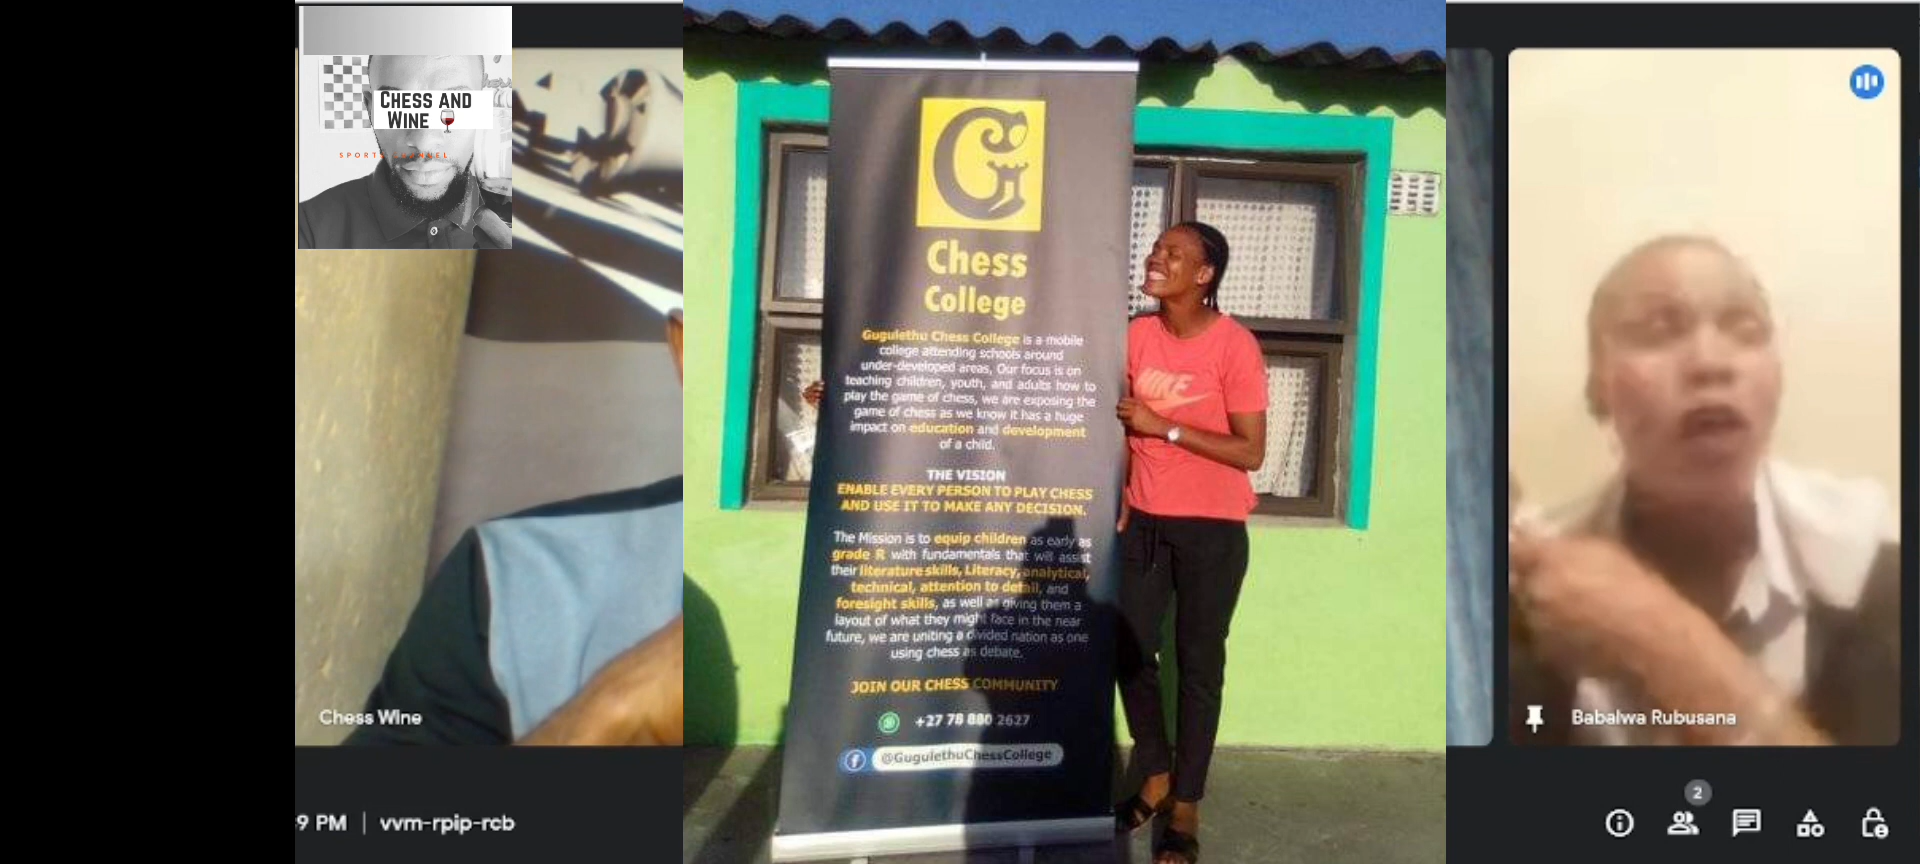 CHESS AND
WINE
SPORTS CHANNEL
Chess Wine
9 PM | vvm-rpip-rcb
G
Chess
College
Gugulethu Chess College is a mobile
college attending schools around
under-developed areas, Our focus is on
teaching children, youth, and adults how to
play the game of chess, we are exposing the
game of chess as we know it has a huge
impact on education and development
of a child.
THE VISION
ENABLE EVERY PERSON TO PLAY CHESS
AND USE IT TO MAKE ANY DECISION.
The Mission is to equip children as early as
grade R with fundamentals that will assist
their literature skills, Literacy, analytical,
technical, attention to detail, and
foresight skills, as well as giving them a
layout of what they might face in the near
future, we are uniting a divided nation as one
using chess as debate.
JOIN OUR CHESS COMMUNITY
+27 78 880 2627
@GugulethuChessCollege
NIKE
Babalwa Rubusana
2